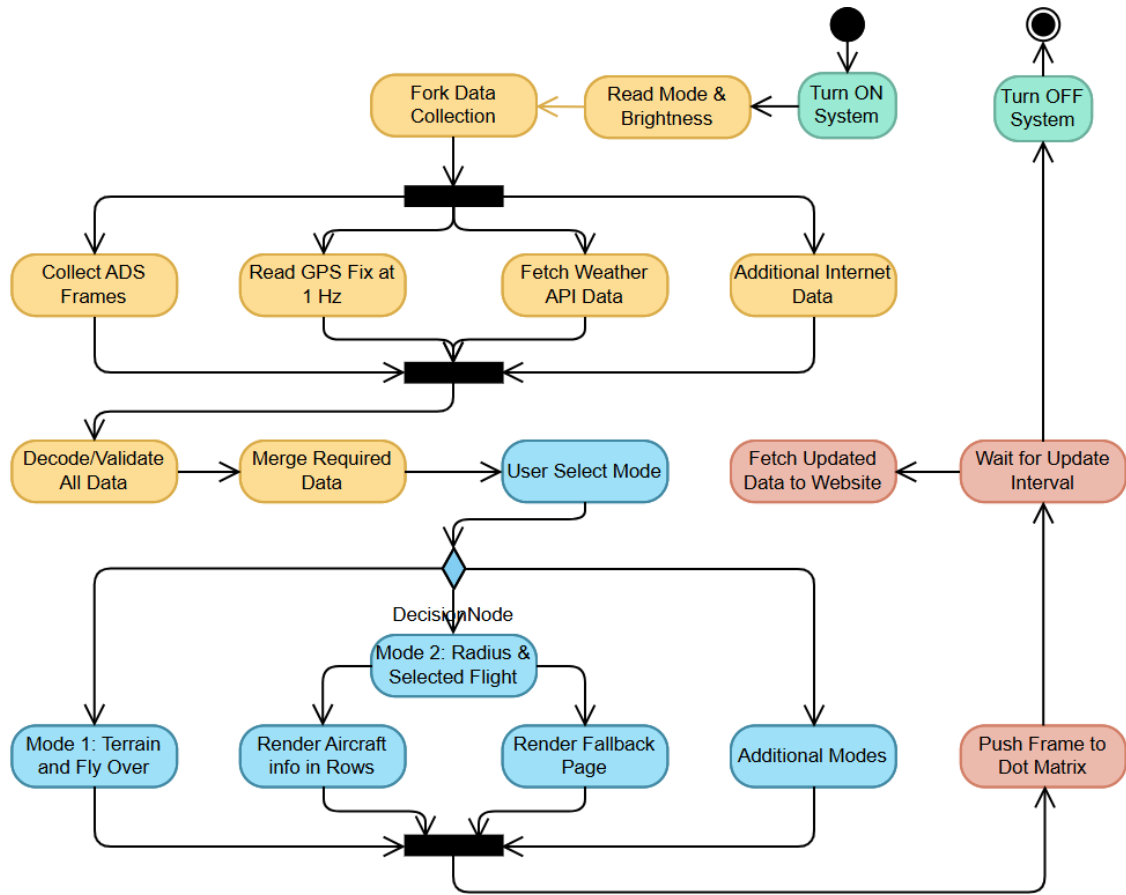 Fork Data
Collection
Read Mode &
Brightness
Turn ON
System
Turn OFF
System
Collect ADS
Frames
Read GPS Fix at
1 Hz
Fetch Weather
API Data
Additional Internet
Data
Decode/Validate
All Data
Merge Required
Data
User Select Mode
Fetch Updated
Data to Website
Wait for Update
Interval
DecisionNode
Mode 2: Radius &
Selected Flight
Mode 1: Terrain
and Fly Over
Render Aircraft
info in Rows
Render Fallback
Page
Additional Modes
Push Frame to
Dot Matrix